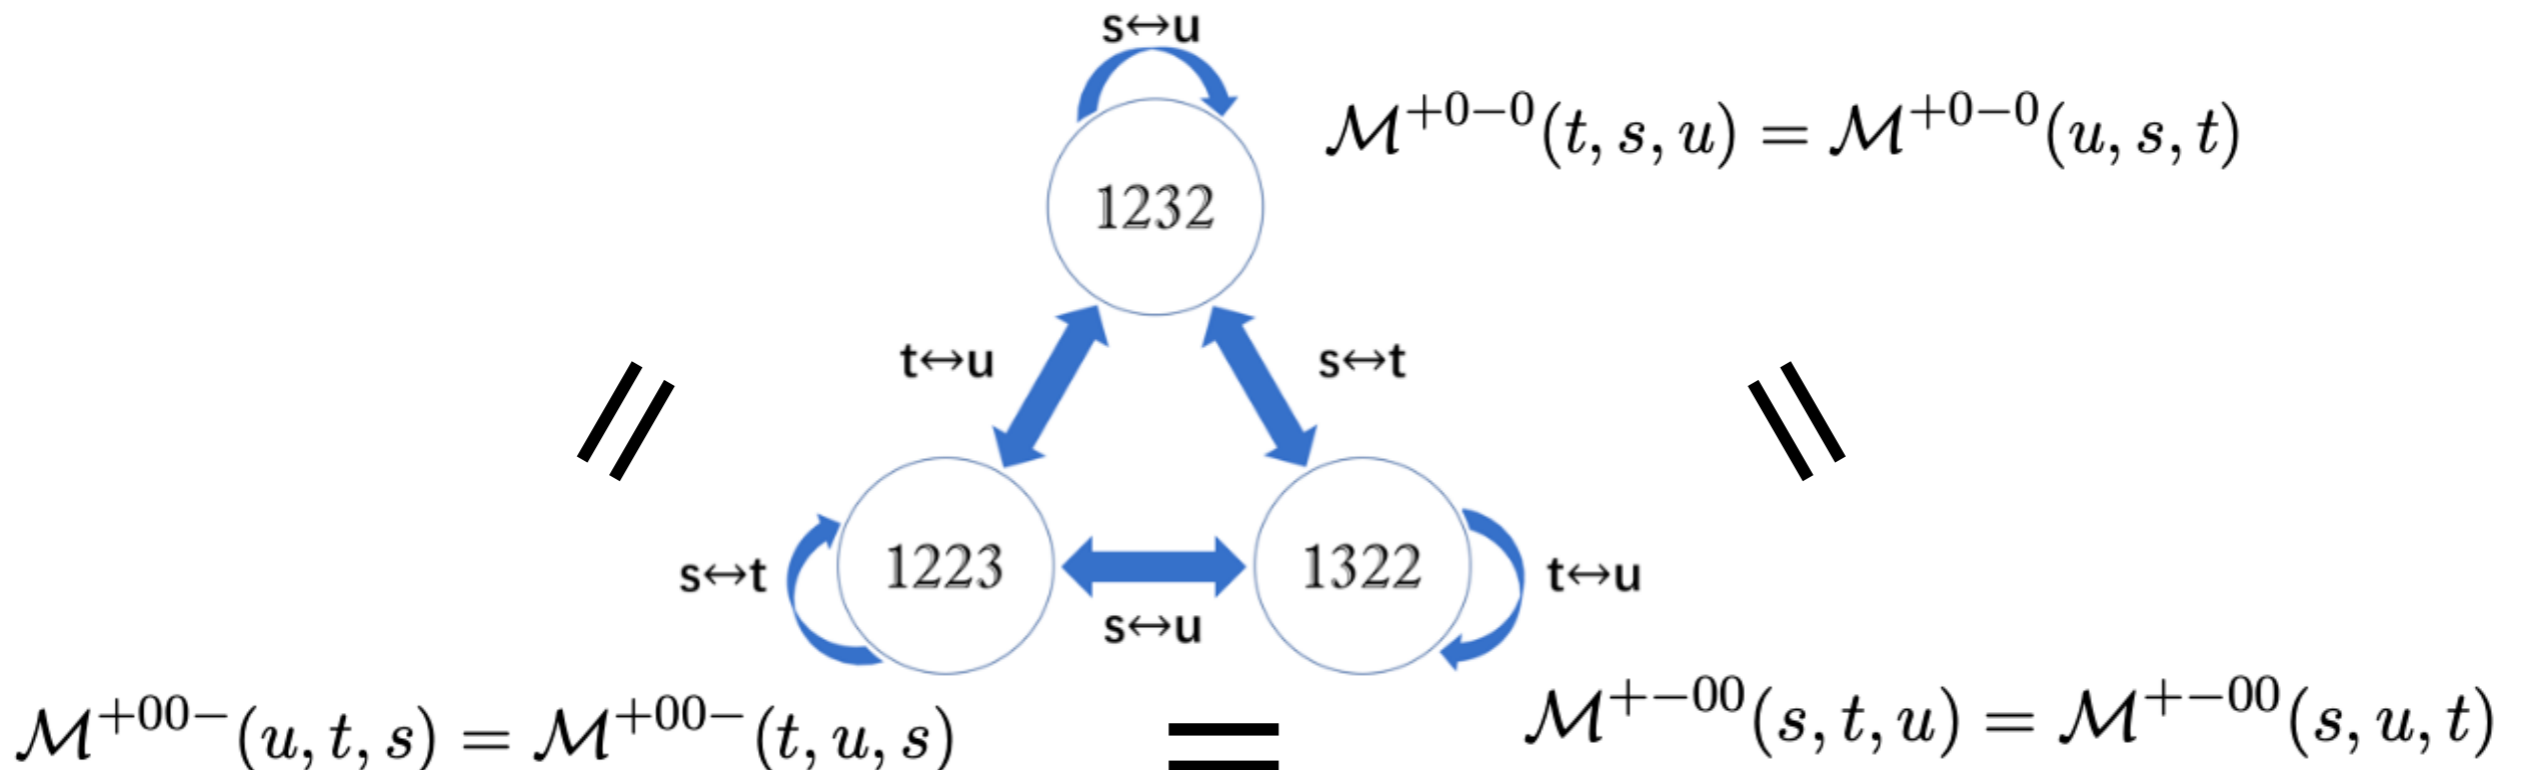 s↔u
𝓜⁺⁰⁻⁰(t, s, u) = 𝓜⁺⁰⁻⁰(u, s, t)
1232
t↔u
s↔t
1223
1322
s↔t
t↔u
s↔u
𝓜⁺⁰⁰⁻(u, t, s) = 𝓜⁺⁰⁰⁻(t, u, s)
=
𝓜⁺⁻⁰⁰(s, t, u) = 𝓜⁺⁻⁰⁰(s, u, t)